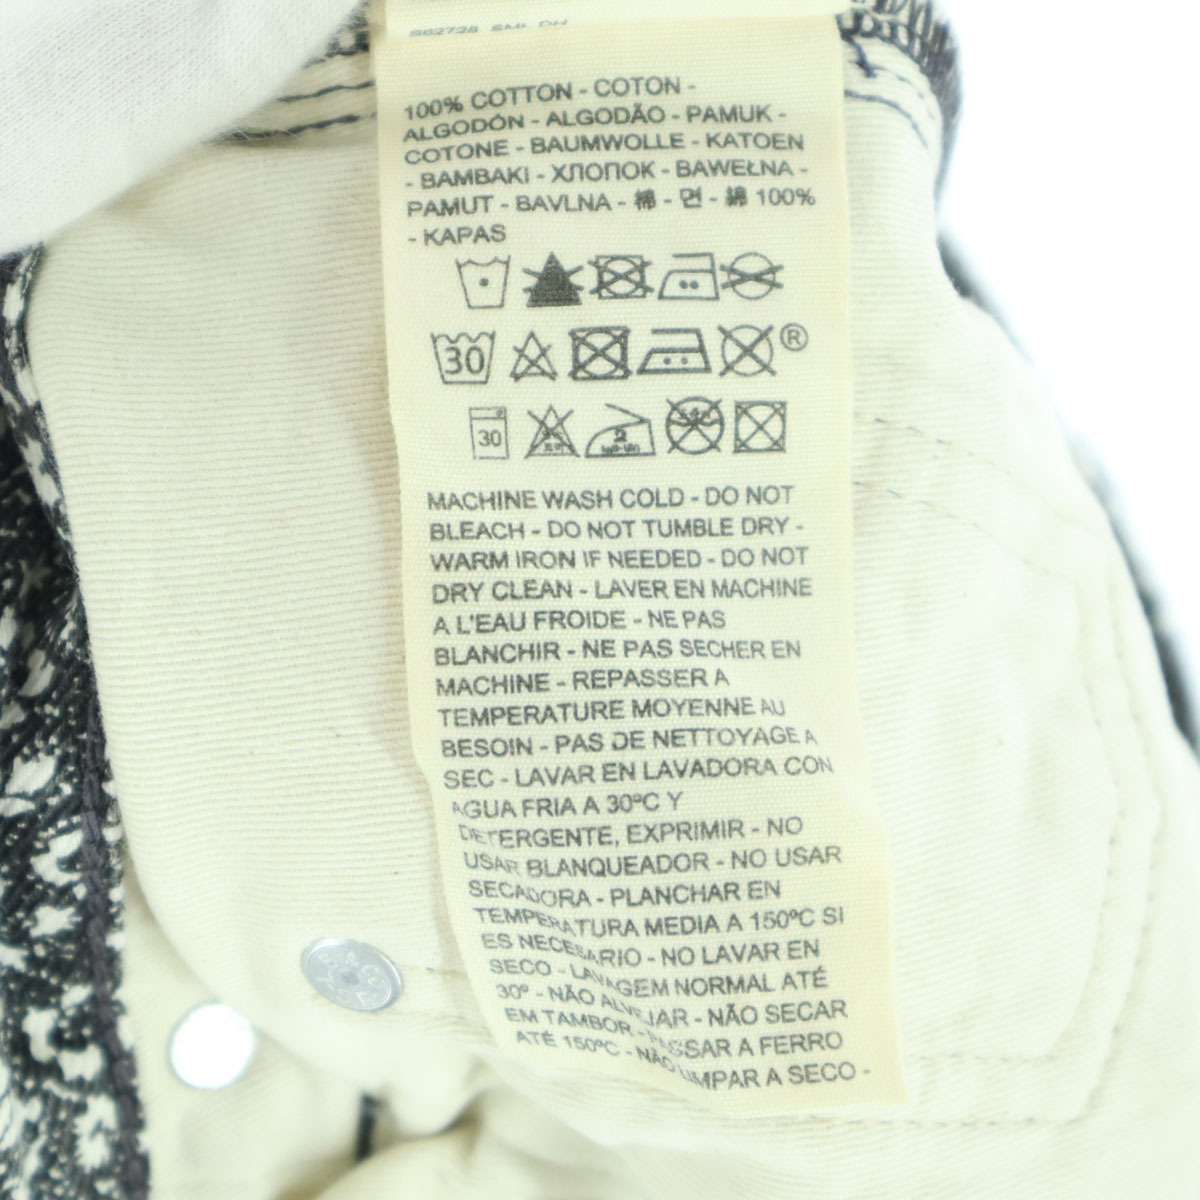 100% COTTON - COTON -
ALGODÓN - ALGODÃO - PAMUK -
COTONE - BAUMWOLLE - KATOEN
- BAMBAKI - ХЛОПОК - BAWEŁNA -
PAMUT - BAVLNA - 棉 - 면 - 綿 100%
- KAPAS
30 ®
30 2
MACHINE WASH COLD - DO NOT
BLEACH - DO NOT TUMBLE DRY -
WARM IRON IF NEEDED - DO NOT
DRY CLEAN - LAVER EN MACHINE
A L'EAU FROIDE - NE PAS
BLANCHIR - NE PAS SECHER EN
MACHINE - REPASSER A
TEMPERATURE MOYENNE AU
BESOIN - PAS DE NETTOYAGE A
SEC - LAVAR EN LAVADORA CON
AGUA FRIA A 30ºC Y
DETERGENTE, EXPRIMIR - NO
USAR BLANQUEADOR - NO USAR
SECADORA - PLANCHAR EN
TEMPERATURA MEDIA A 150ºC SI
ES NECESARIO - NO LAVAR EN
SECO - LAVAGEM NORMAL ATÉ
30º - NÃO ALVEJAR - NÃO SECAR
EM TAMBOR - PASSAR A FERRO
ATÉ 150ºC - NÃO LIMPAR A SECO -